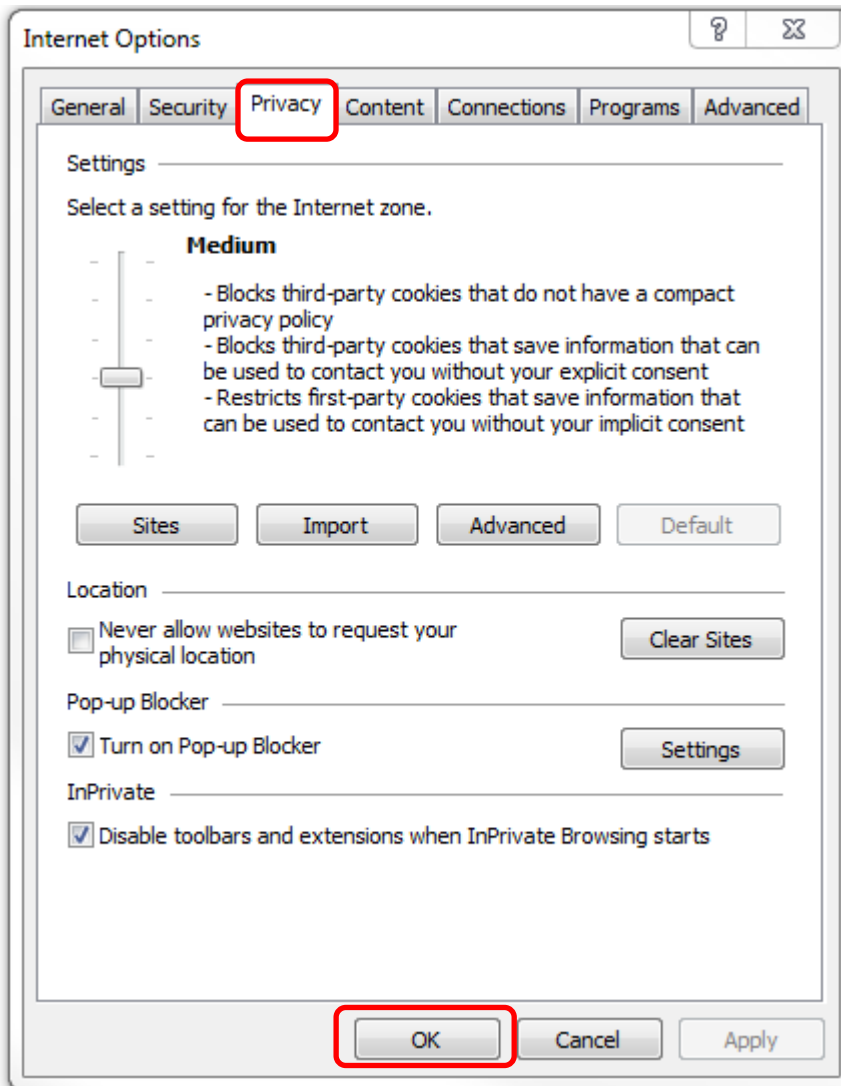 Internet Options
General Security Privacy Content Connections Programs Advanced
Settings
Select a setting for the Internet zone.
Medium
- Blocks third-party cookies that do not have a compact
privacy policy
- Blocks third-party cookies that save information that can
be used to contact you without your explicit consent
- Restricts first-party cookies that save information that
can be used to contact you without your implicit consent
Sites Import Advanced Default
Location
Never allow websites to request your
physical location
Clear Sites
Pop-up Blocker
Turn on Pop-up Blocker
Settings
InPrivate
Disable toolbars and extensions when InPrivate Browsing starts
OK Cancel Apply